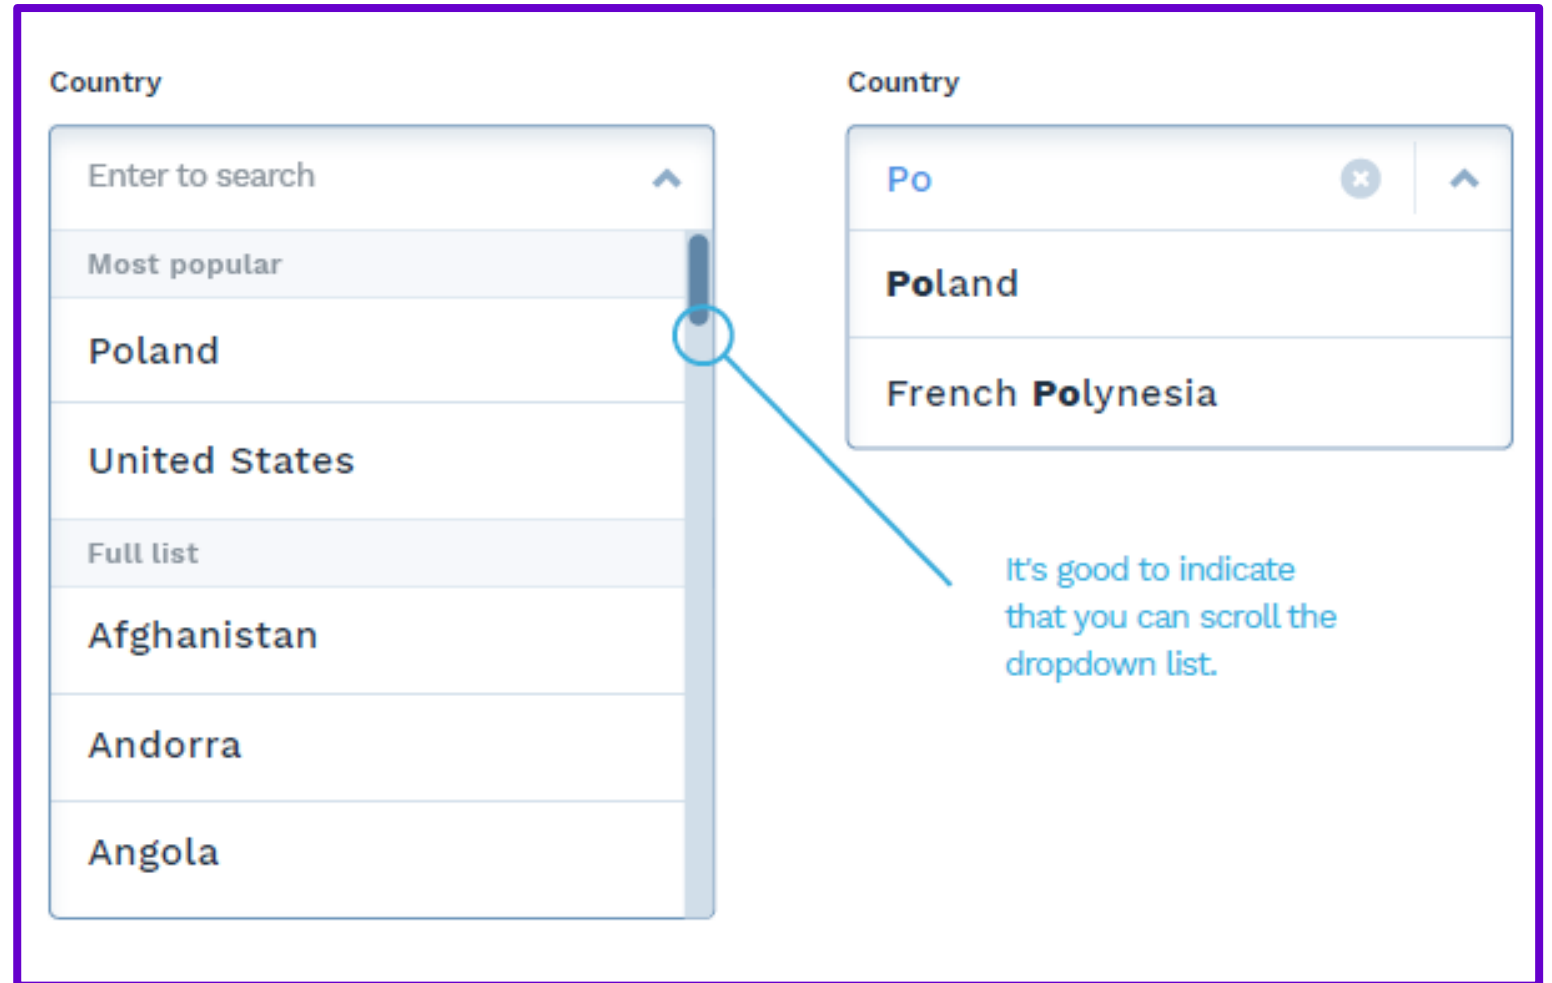 Country
Enter to search
Most popular
Poland
United States
Full list
Afghanistan
Andorra
Angola
Country
Po
Poland
French Polynesia
It's good to indicate
that you can scroll the
dropdown list.